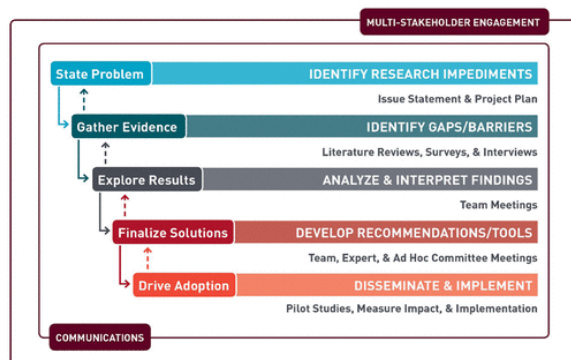 MULTI-STAKEHOLDER ENGAGEMENT
State Problem IDENTIFY RESEARCH IMPEDIMENTS
Issue Statement & Project Plan
Gather Evidence IDENTIFY GAPS/BARRIERS
Literature Reviews, Surveys, & Interviews
Explore Results ANALYZE & INTERPRET FINDINGS
Team Meetings
Finalize Solutions DEVELOP RECOMMENDATIONS/TOOLS
Team, Expert, & Ad Hoc Committee Meetings
Drive Adoption DISSEMINATE & IMPLEMENT
Pilot Studies, Measure Impact, & Implementation
COMMUNICATIONS